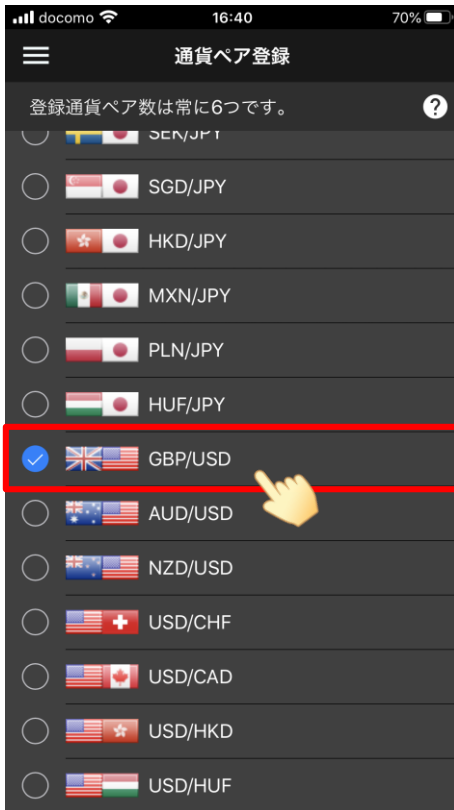 docomo 16:40 70%
通貨ペア登録
登録通貨ペア数は常に6つです。 ?
SEK/JPY
SGD/JPY
HKD/JPY
MXN/JPY
PLN/JPY
HUF/JPY
GBP/USD
AUD/USD
NZD/USD
USD/CHF
USD/CAD
USD/HKD
USD/HUF